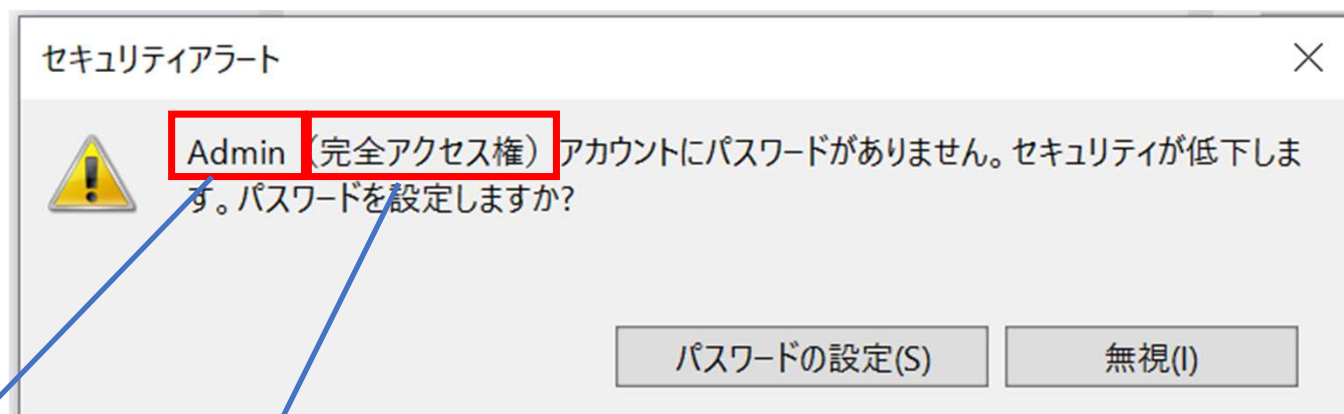 セキュリティアラート
Admin （完全アクセス権） アカウントにパスワードがありません。セキュリティが低下しま
す。パスワードを設定しますか?
パスワードの設定(S)
無視(I)